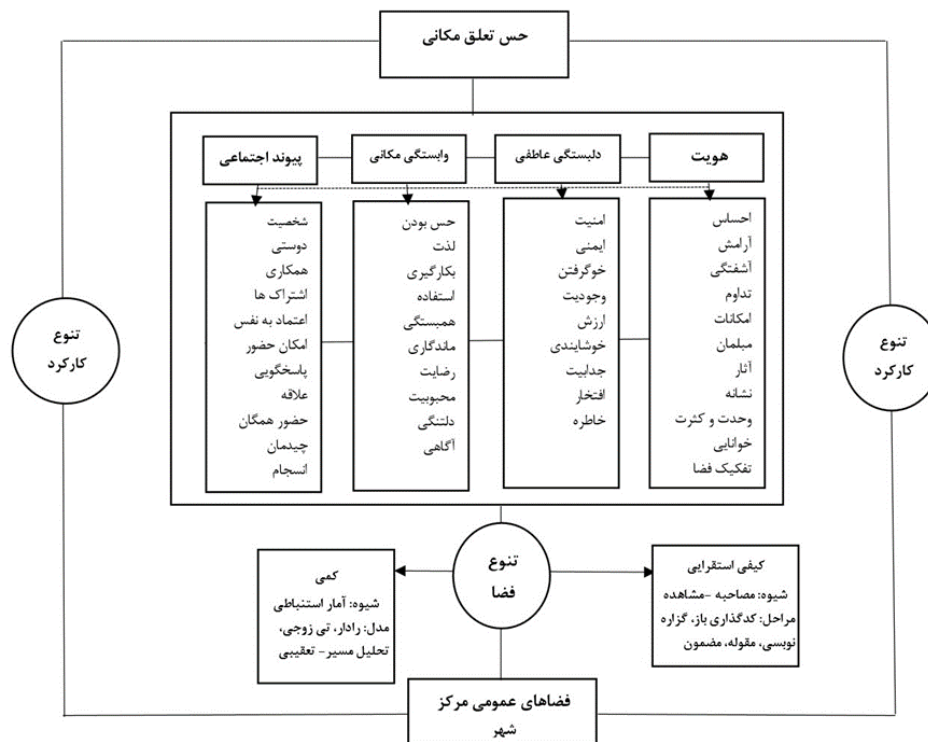 حس تعلق مکانی
هویت
دلبستگی عاطفی
وابستگی مکانی
پیوند اجتماعی
احساس
آرامش
آشفتگی
تداوم
امکانات
مبلمان
آثار
نشانه
وحدت و کثرت
خوانایی
تفکیک فضا
امنیت
ایمنی
خوگرفتن
وجودیت
ارزش
خوشایندی
جذابیت
افتخار
خاطره
حس بودن
لذت
بکارگیری
استفاده
همبستگی
ماندگاری
رضایت
محبوبیت
دلتنگی
آگاهی
شخصیت
دوستی
همکاری
اشتراک ها
اعتماد به نفس
امکان حضور
پاسخگویی
علاقه
حضور همگان
چیدمان
انسجام
تنوع
کارکرد
تنوع
کارکرد
تنوع
فضا
کیفی استقرایی
شیوه: مصاحبه -مشاهده
مراحل: کدگذاری باز، گزاره
نویسی، مقوله، مضمون
کمی
شیوه: آمار استنباطی
مدل: رادار، تی زوجی،
تحلیل مسیر- تعقیبی
فضاهای عمومی مرکز
شهر